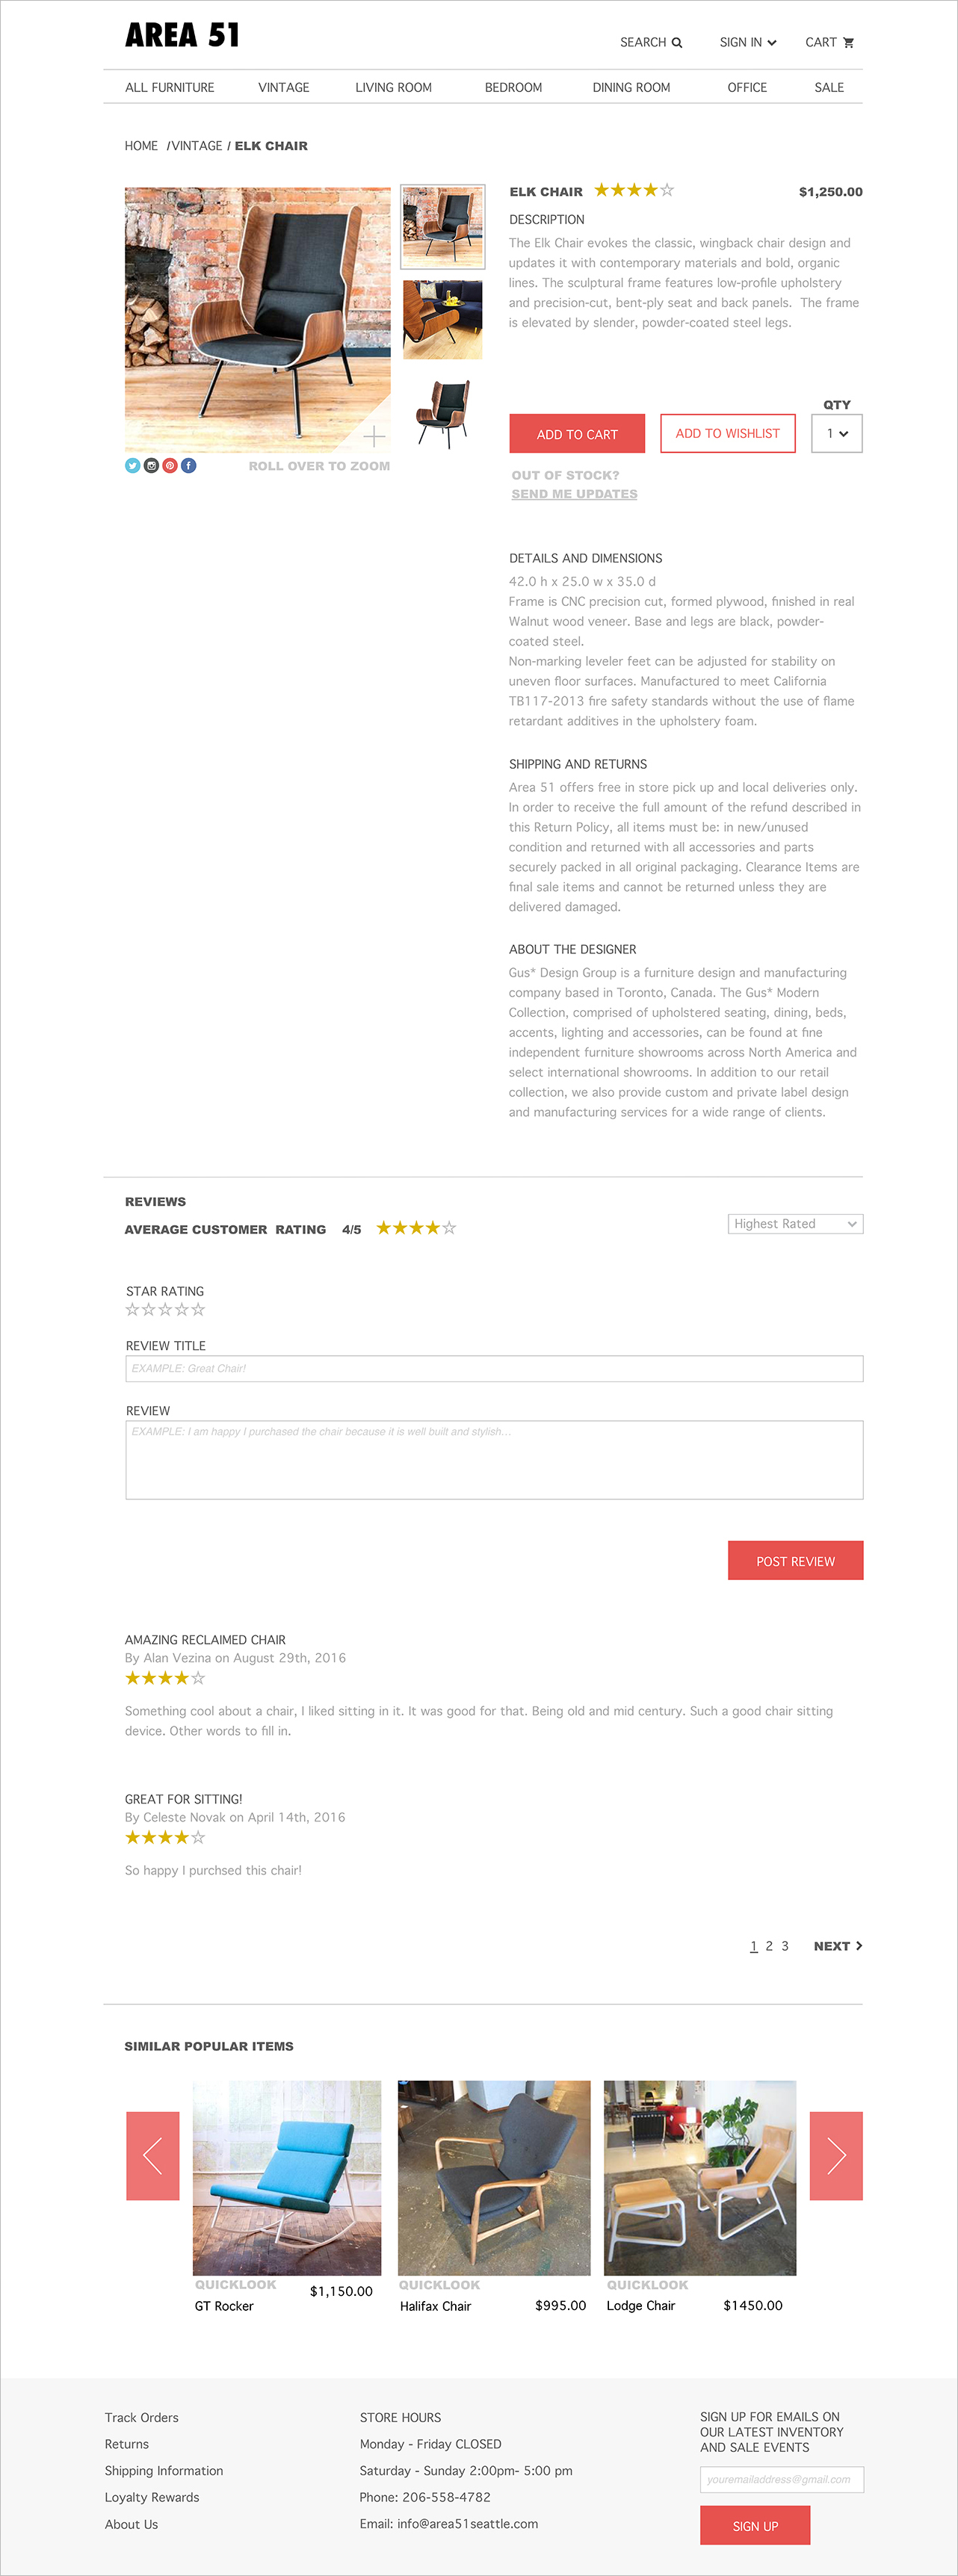 AREA 51
SEARCH
SIGN IN
CART
ALL FURNITURE
VINTAGE
LIVING ROOM
BEDROOM
DINING ROOM
OFFICE
SALE
HOME /VINTAGE / ELK CHAIR
ELK CHAIR
$1,250.00
DESCRIPTION
The Elk Chair evokes the classic, wingback chair design and
updates it with contemporary materials and bold, organic
lines. The sculptural frame features low-profile upholstery
and precision-cut, bent-ply seat and back panels. The frame
is elevated by slender, powder-coated steel legs.
QTY
ADD TO CART
ADD TO WISHLIST
1
ROLL OVER TO ZOOM
OUT OF STOCK?
SEND ME UPDATES
DETAILS AND DIMENSIONS
42.0 h x 25.0 w x 35.0 d
Frame is CNC precision cut, formed plywood, finished in real
Walnut wood veneer. Base and legs are black, powder-
coated steel.
Non-marking leveler feet can be adjusted for stability on
uneven floor surfaces. Manufactured to meet California
TB117-2013 fire safety standards without the use of flame
retardant additives in the upholstery foam.
SHIPPING AND RETURNS
Area 51 offers free in store pick up and local deliveries only.
In order to receive the full amount of the refund described in
this Return Policy, all items must be: in new/unused
condition and returned with all accessories and parts
securely packed in all original packaging. Clearance Items are
final sale items and cannot be returned unless they are
delivered damaged.
ABOUT THE DESIGNER
Gus* Design Group is a furniture design and manufacturing
company based in Toronto, Canada. The Gus* Modern
Collection, comprised of upholstered seating, dining, beds,
accents, lighting and accessories, can be found at fine
independent furniture showrooms across North America and
select international showrooms. In addition to our retail
collection, we also provide custom and private label design
and manufacturing services for a wide range of clients.
REVIEWS
AVERAGE CUSTOMER RATING 4/5
Highest Rated
STAR RATING
REVIEW TITLE
EXAMPLE: Great Chair!
REVIEW
EXAMPLE: I am happy I purchased the chair because it is well built and stylish...
POST REVIEW
AMAZING RECLAIMED CHAIR
By Alan Vezina on August 29th, 2016
Something cool about a chair, I liked sitting in it. It was good for that. Being old and mid century. Such a good chair sitting
device. Other words to fill in.
GREAT FOR SITTING!
By Celeste Novak on April 14th, 2016
So happy I purchsed this chair!
1 2 3 NEXT
SIMILAR POPULAR ITEMS
QUICKLOOK
$1,150.00
GT Rocker
QUICKLOOK
Halifax Chair
$995.00
QUICKLOOK
Lodge Chair
$1450.00
Track Orders
Returns
Shipping Information
Loyalty Rewards
About Us
STORE HOURS
Monday - Friday CLOSED
Saturday - Sunday 2:00pm- 5:00 pm
Phone: 206-558-4782
Email: info@area51seattle.com
SIGN UP FOR EMAILS ON
OUR LATEST INVENTORY
AND SALE EVENTS
youremailaddress@gmail.com
SIGN UP